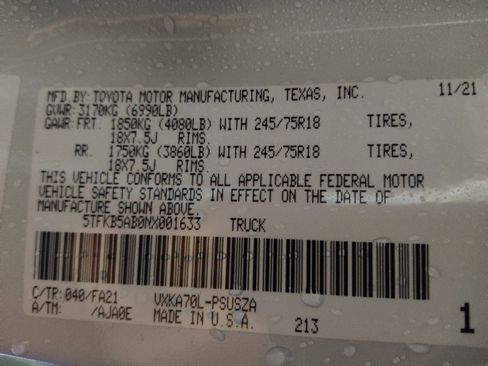 MFD.BY:TOYOTA MOTOR MANUFACTURING, TEXAS, INC. 11/21
GVWR:3170KG (6990LB)
GAWR:FRT. 1850KG (4080LB) WITH 245/75R18 TIRES,
18X7.5J RIMS.
RR. 1750KG (3860LB) WITH 245/75R18 TIRES,
18X7.5J RIMS.
THIS VEHICLE CONFORMS TO ALL APPLICABLE FEDERAL MOTOR
VEHICLE SAFETY STANDARDS IN EFFECT ON THE DATE OF
MANUFACTURE SHOWN ABOVE.
5TFKB5AB0NX001633 TRUCK
C/TR:040/FA21 VXKA70L-PSUSZA
A/TM: /AJA0E MADE IN U.S.A. 213 1